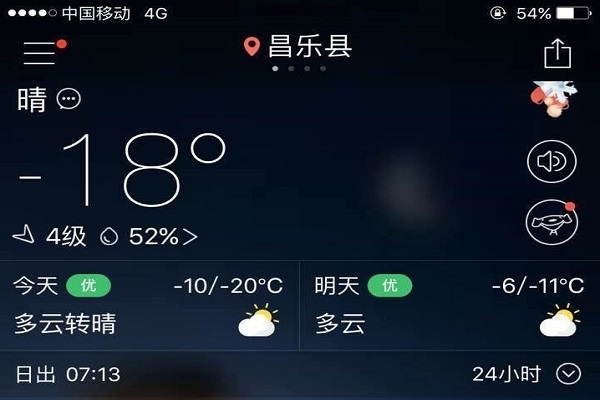 中国移动 4G 54%
昌乐县
晴
-18°
4级 52%
今天 优 -10/-20°C
多云转晴
明天 优 -6/-11°C
多云
日出 07:13 24小时